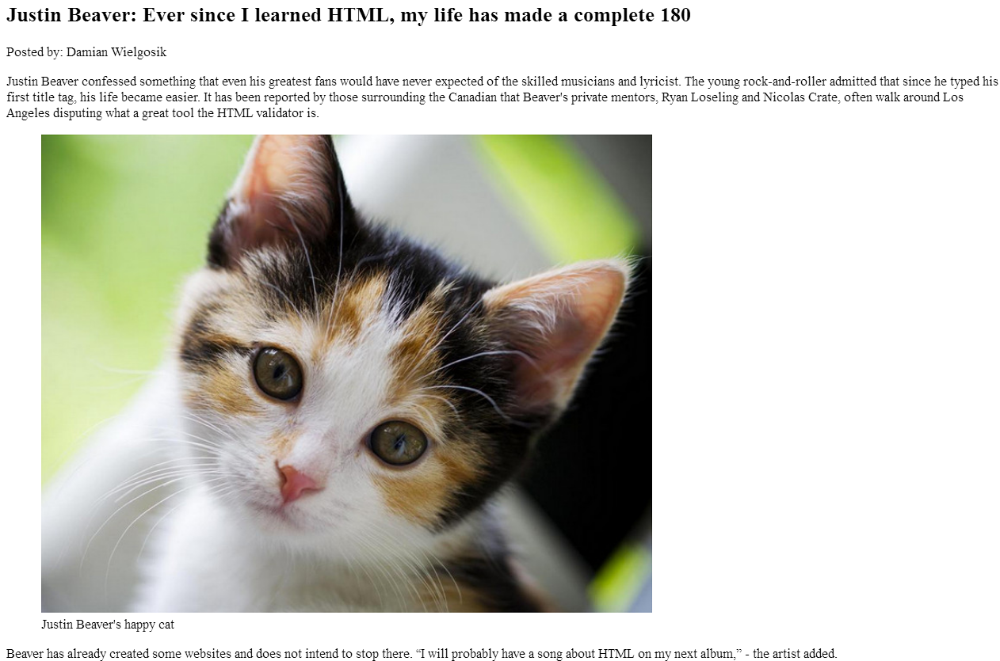 Justin Beaver: Ever since I learned HTML, my life has made a complete 180
Posted by: Damian Wielgosik
Justin Beaver confessed something that even his greatest fans would have never expected of the skilled musicians and lyricist. The young rock-and-roller admitted that since he typed his
first title tag, his life became easier. It has been reported by those surrounding the Canadian that Beaver's private mentors, Ryan Loseling and Nicolas Crate, often walk around Los
Angeles disputing what a great tool the HTML validator is.
Justin Beaver's happy cat
Beaver has already created some websites and does not intend to stop there. “I will probably have a song about HTML on my next album,” - the artist added.